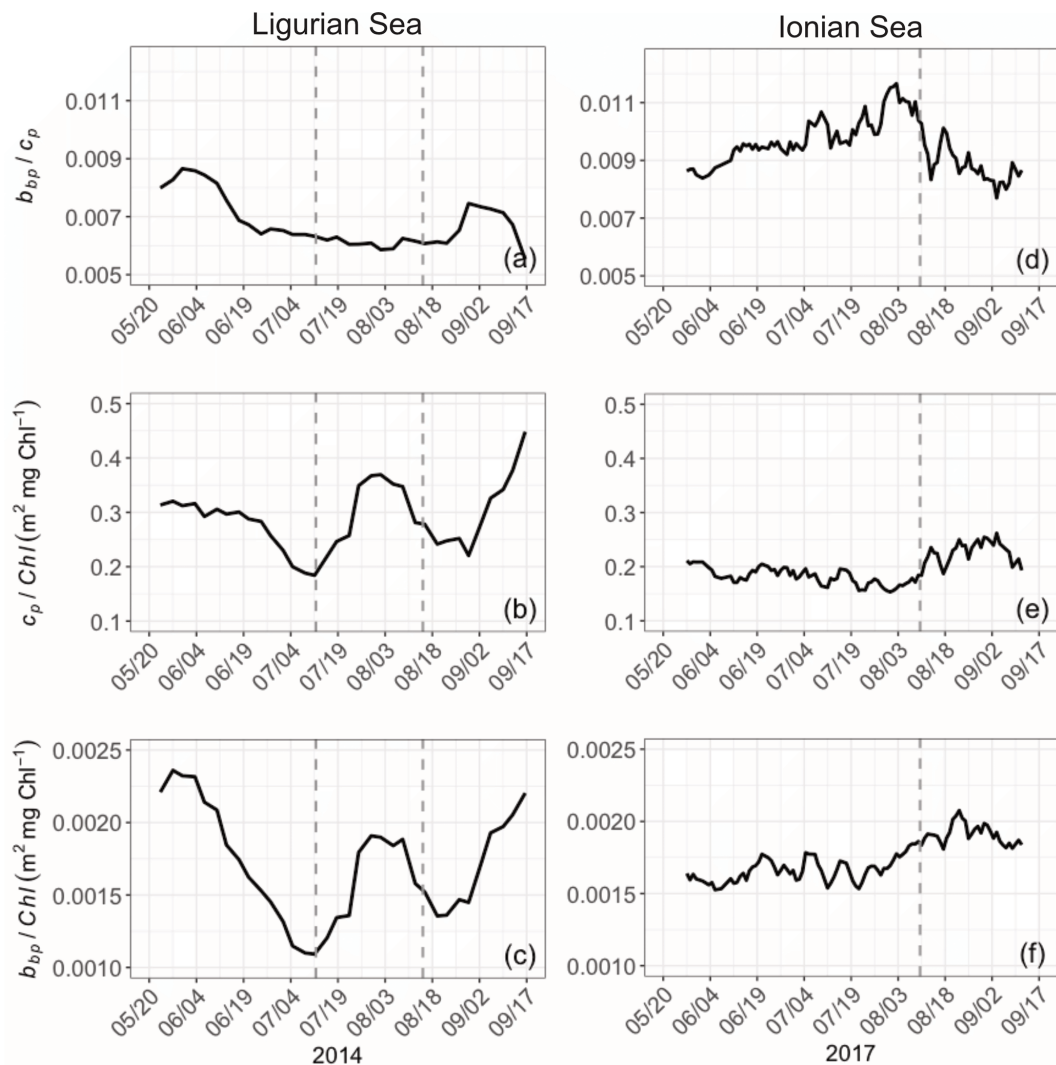 Ligurian Sea
Ionian Sea
b_bp / c_p
0.011
0.009
0.007
0.005
(a)
05/20 06/04 06/19 07/04 07/19 08/03 08/18 09/02 09/17
0.011
0.009
0.007
0.005
(d)
05/20 06/04 06/19 07/04 07/19 08/03 08/18 09/02 09/17
c_p / Chl (m² mg Chl⁻¹)
0.5
0.4
0.3
0.2
0.1
(b)
05/20 06/04 06/19 07/04 07/19 08/03 08/18 09/02 09/17
0.5
0.4
0.3
0.2
0.1
(e)
05/20 06/04 06/19 07/04 07/19 08/03 08/18 09/02 09/17
b_bp / Chl (m² mg Chl⁻¹)
0.0025
0.0020
0.0015
0.0010
(c)
05/20 06/04 06/19 07/04 07/19 08/03 08/18 09/02 09/17
2014
0.0025
0.0020
0.0015
0.0010
(f)
05/20 06/04 06/19 07/04 07/19 08/03 08/18 09/02 09/17
2017